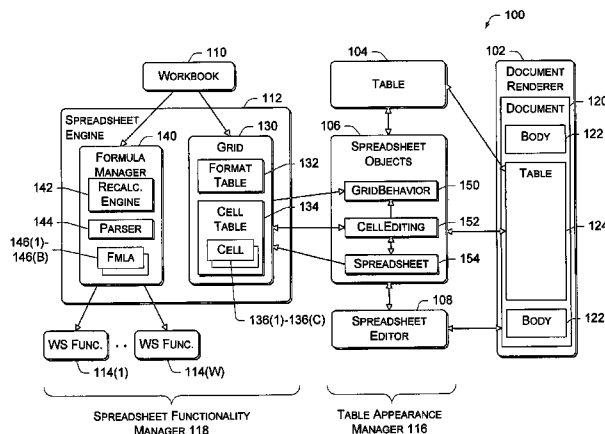 100
110
WORKBOOK
104
TABLE
102
DOCUMENT
RENDERER
112
SPREADSHEET
ENGINE
140
FORMULA
MANAGER
142
RECALC.
ENGINE
144
PARSER
146(1)-
146(B)
FMLA
130
GRID
132
FORMAT
TABLE
134
CELL
TABLE
CELL
136(1)-136(C)
106
SPREADSHEET
OBJECTS
150
GRIDBEHAVIOR
152
CELLEDITING
154
SPREADSHEET
120
DOCUMENT
122
BODY
TABLE
124
122
BODY
108
SPREADSHEET
EDITOR
WS FUNC.
. .
WS FUNC.
114(1)
114(W)
SPREADSHEET FUNCTIONALITY
MANAGER 118
TABLE APPEARANCE
MANAGER 116